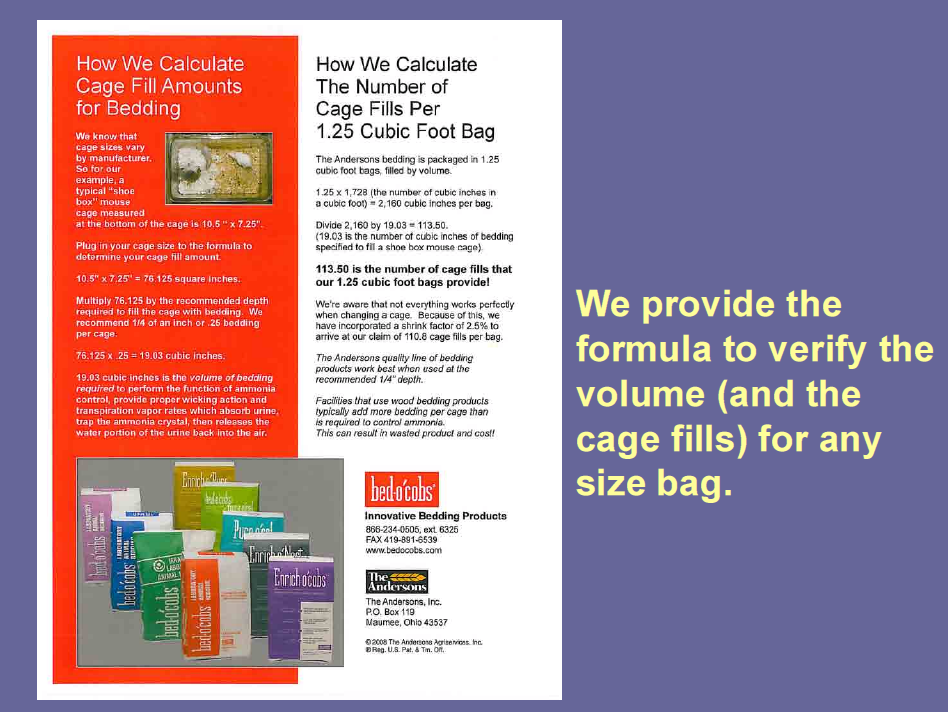 How We Calculate
Cage Fill Amounts
for Bedding
We know that
cage sizes vary
by manufacturer.
So for our
example, a
typical "shoe
box" mouse
cage measured
at the bottom of the cage is 10.5 " x 7.25".
Plug in your cage size to the formula to
determine your cage fill amount.
10.5" x 7.25" = 76.125 square inches.
Multiply 76.125 by the recommended depth
required to fill the cage with bedding. We
recommend 1/4 of an inch or .25 bedding
per cage.
76.125 x .25 = 19.03 cubic inches.
19.03 cubic inches is the volume of bedding
required to perform the function of ammonia
control, provide proper wicking action and
transpiration vapor rates which absorb urine,
trap the ammonia crystal, then releases the
water portion of the urine back into the air.
How We Calculate
The Number of
Cage Fills Per
1.25 Cubic Foot Bag
The Andersons bedding is packaged in 1.25
cubic foot bags, filled by volume.
1.25 x 1,728 (the number of cubic inches in
a cubic foot) = 2,160 cubic inches per bag.
Divide 2,160 by 19.03 = 113.50.
(19.03 is the number of cubic inches of bedding
specified to fill a shoe box mouse cage).
113.50 is the number of cage fills that
our 1.25 cubic foot bags provide!
We're aware that not everything works perfectly
when changing a cage. Because of this, we
have incorporated a shrink factor of 2.5% to
arrive at our claim of 110.8 cage fills per bag.
The Andersons quality line of bedding
products work best when used at the
recommended 1/4" depth.
Facilities that use wood bedding products
typically add more bedding per cage than
is required to control ammonia.
This can result in wasted product and cost!!
bed-o'cobs
bed-o'cobs
bed-o'cobs
bed-o'cobs
Enrich-o'cobs
bed-o'cobs®
Innovative Bedding Products
866-234-0505, ext. 6325
FAX 419-891-6539
www.bedocobs.com
The
Andersons
The Andersons, Inc.
P.O. Box 119
Maumee, Ohio 43537
© 2008 The Andersons Agriservices, Inc.
® Reg. U.S. Pat. & Tm. Off.
We provide the
formula to verify the
volume (and the
cage fills) for any
size bag.